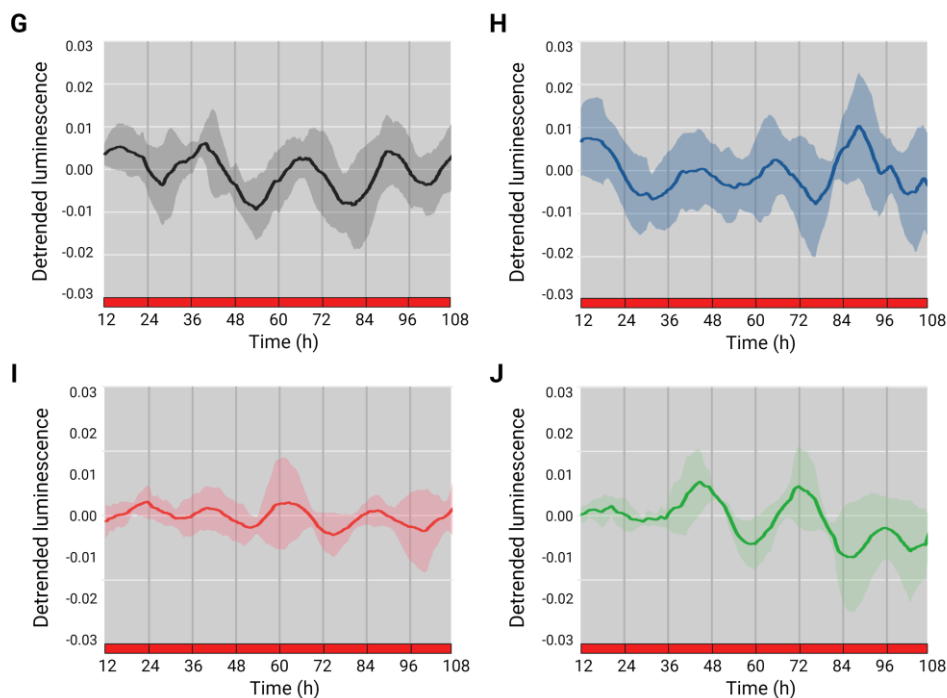 G
Detrended luminescence
0.03
0.02
0.01
0.00
-0.01
-0.02
-0.03
12 24 36 48 60 72 84 96 108
Time (h)
H
Detrended luminescence
0.03
0.02
0.01
0.00
-0.01
-0.02
-0.03
12 24 36 48 60 72 84 96 108
Time (h)
I
Detrended luminescence
0.03
0.02
0.01
0.00
-0.01
-0.02
-0.03
12 24 36 48 60 72 84 96 108
Time (h)
J
Detrended luminescence
0.03
0.02
0.01
0.00
-0.01
-0.02
-0.03
12 24 36 48 60 72 84 96 108
Time (h)